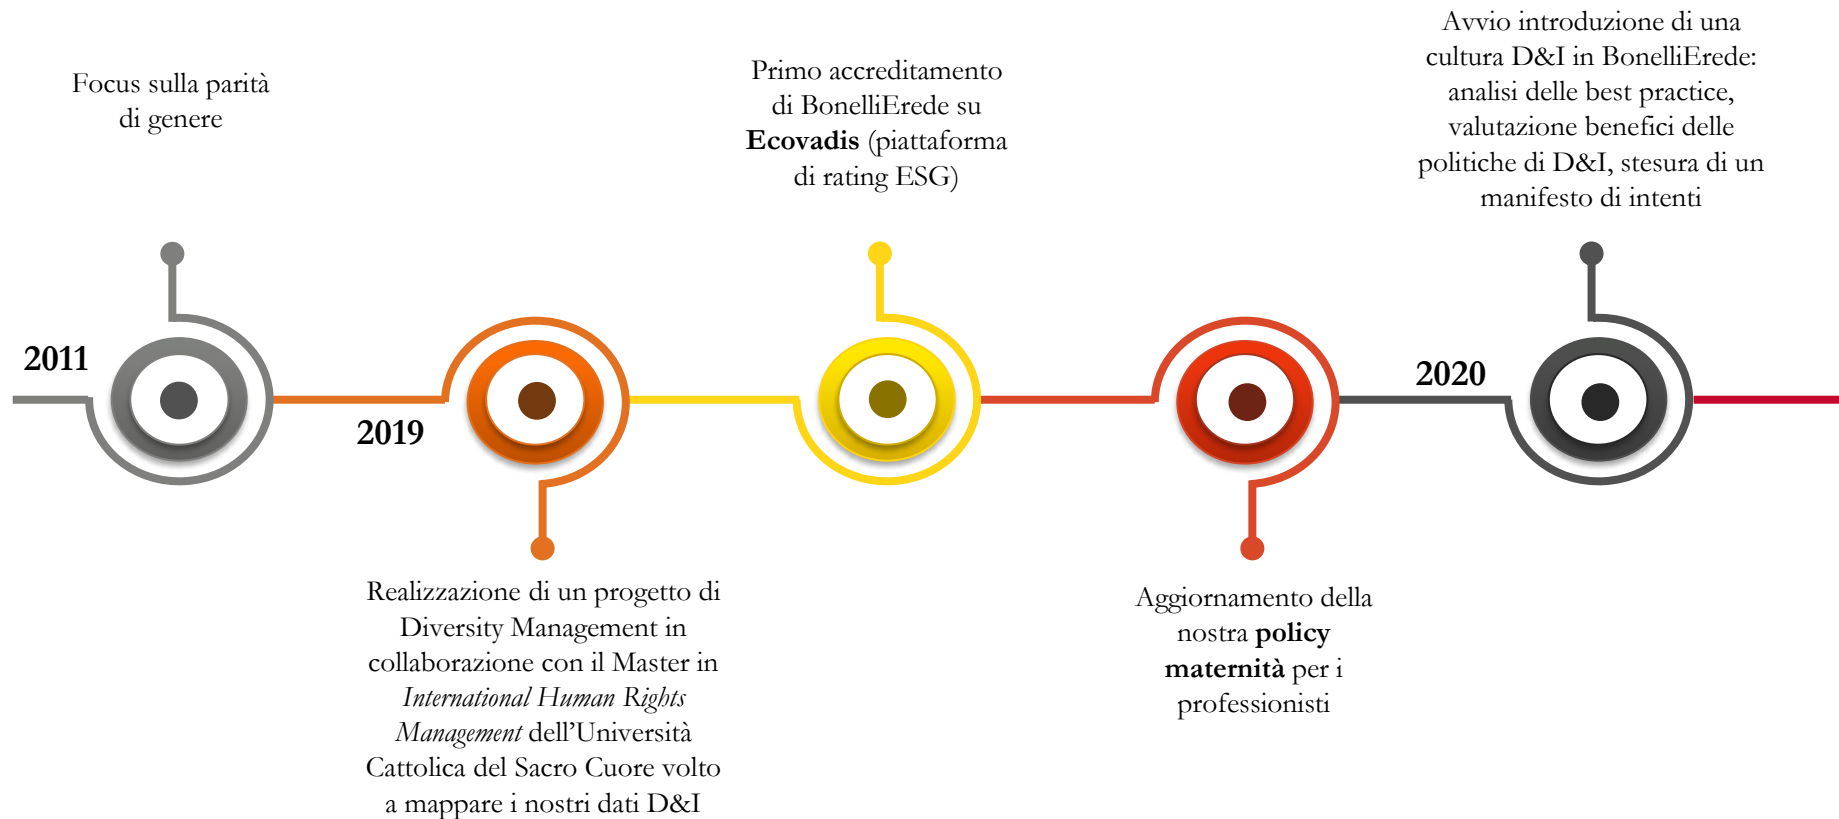 2011
Focus sulla parità
di genere
2019
Realizzazione di un progetto di
Diversity Management in
collaborazione con il Master in
International Human Rights
Management dell’Università
Cattolica del Sacro Cuore volto
a mappare i nostri dati D&I
Primo accreditamento
di BonelliErede su
Ecovadis (piattaforma
di rating ESG)
Aggiornamento della
nostra policy
maternità per i
professionisti
2020
Avvio introduzione di una
cultura D&I in BonelliErede:
analisi delle best practice,
valutazione benefici delle
politiche di D&I, stesura di un
manifesto di intenti